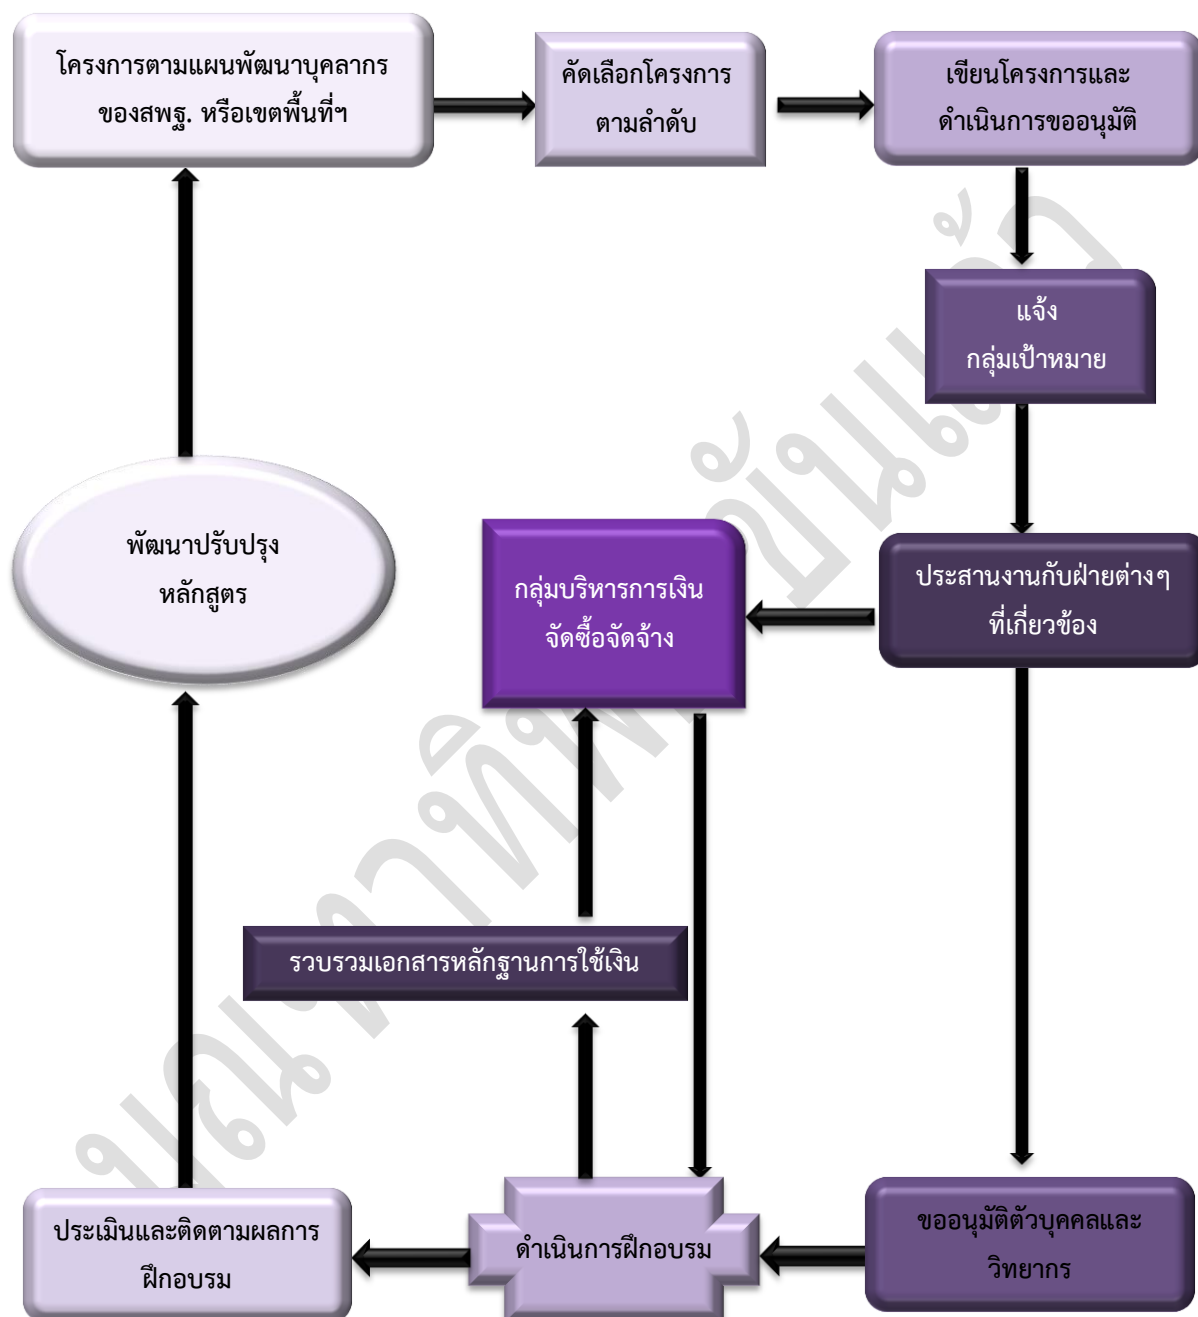 โครงการตามแผนพัฒนาบุคลากร
ของสพฐ. หรือเขตพื้นที่ฯ
คัดเลือกโครงการ
ตามลำดับ
เขียนโครงการและ
ดำเนินการขออนุมัติ
แจ้ง
กลุ่มเป้าหมาย
พัฒนาปรับปรุง
หลักสูตร
กลุ่มบริหารการเงิน
จัดซื้อจัดจ้าง
ประสานงานกับฝ่ายต่างๆ
ที่เกี่ยวข้อง
รวบรวมเอกสารหลักฐานการใช้เงิน
ประเมินและติดตามผลการ
ฝึกอบรม
ดำเนินการฝึกอบรม
ขออนุมัติตัวบุคคลและ
วิทยากร